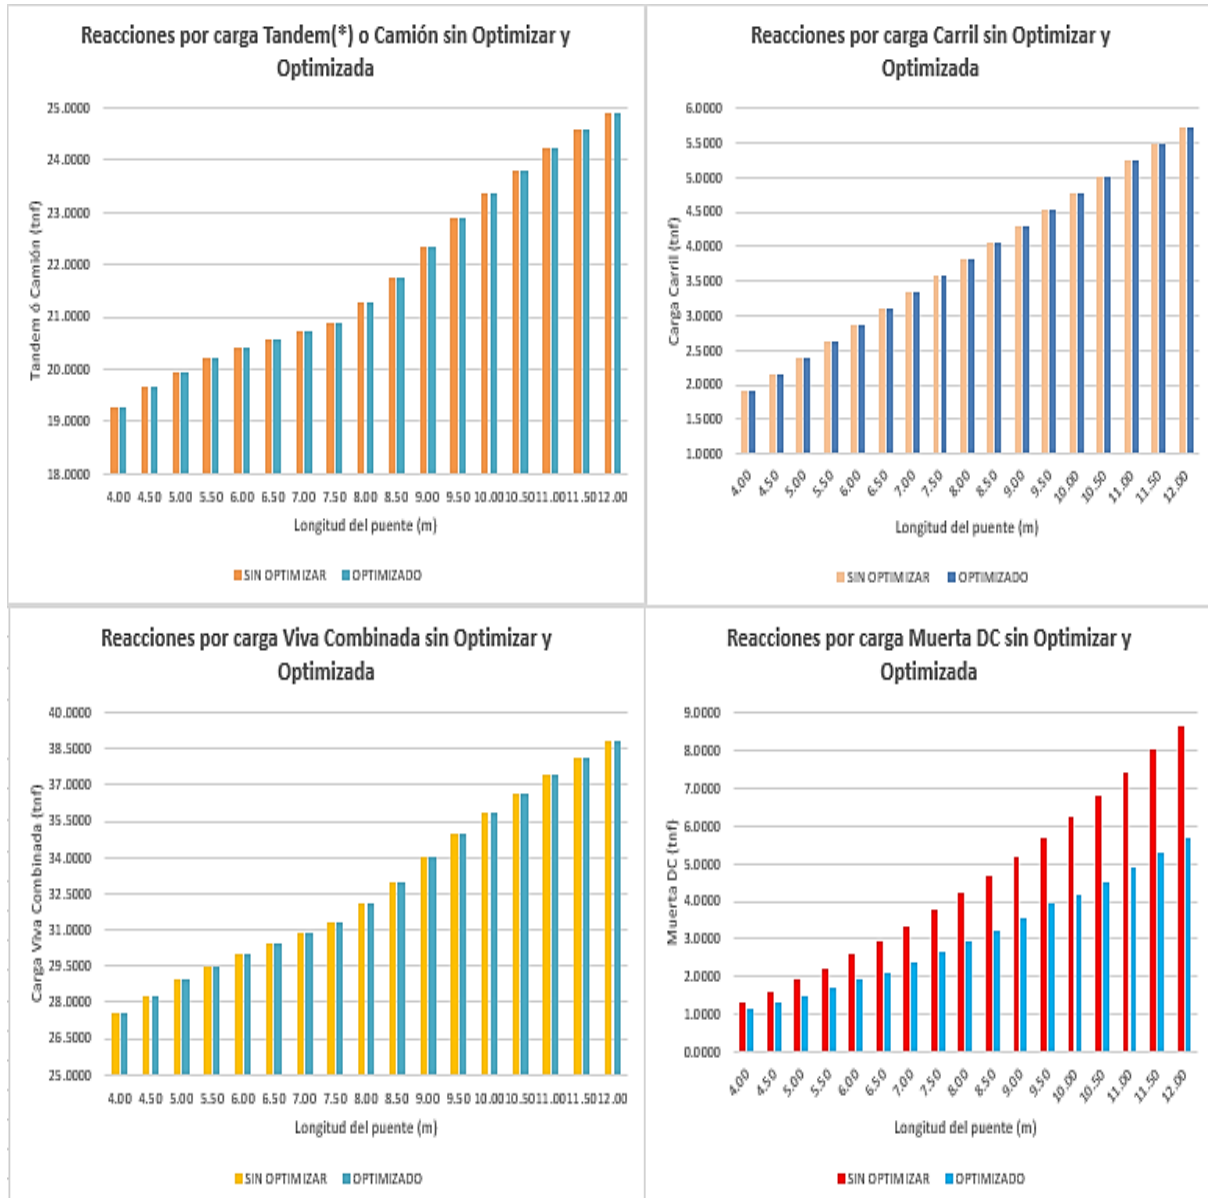 Reacciones por carga Tandem(*) o Camión sin Optimizar y
Optimizada
25.0000
24.0000
23.0000
22.0000
21.0000
20.0000
19.0000
18.0000
Tandem ó Camión (tnf)
4.00 4.50 5.00 5.50 6.00 6.50 7.00 7.50 8.00 8.50 9.00 9.50 10.00 10.50 11.00 11.50 12.00
Longitud del puente (m)
SIN OPTIMIZAR OPTIMIZADO
Reacciones por carga Carril sin Optimizar y
Optimizada
6.0000
5.5000
5.0000
4.5000
4.0000
3.5000
3.0000
2.5000
2.0000
1.5000
1.0000
Carga Carril (tnf)
4.00 4.50 5.00 5.50 6.00 6.50 7.00 7.50 8.00 8.50 9.00 9.50 10.00 10.50 11.00 11.50 12.00
Longitud del puente (m)
SIN OPTIMIZAR OPTIMIZADO
Reacciones por carga Viva Combinada sin Optimizar y
Optimizada
40.0000
38.5000
37.0000
35.5000
34.0000
32.5000
31.0000
29.5000
28.0000
26.5000
25.0000
Carga Viva Combinada (tnf)
4.00 4.50 5.00 5.50 6.00 6.50 7.00 7.50 8.00 8.50 9.00 9.50 10.00 10.50 11.00 11.50 12.00
Longitud del puente (m)
SIN OPTIMIZAR OPTIMIZADO
Reacciones por carga Muerta DC sin Optimizar y
Optimizada
9.0000
8.0000
7.0000
6.0000
5.0000
4.0000
3.0000
2.0000
1.0000
0.0000
Muerta DC (tnf)
4.00 4.50 5.00 5.50 6.00 6.50 7.00 7.50 8.00 8.50 9.00 9.50 10.00 10.50 11.00 11.50 12.00
Longitud del puente (m)
SIN OPTIMIZAR OPTIMIZADO